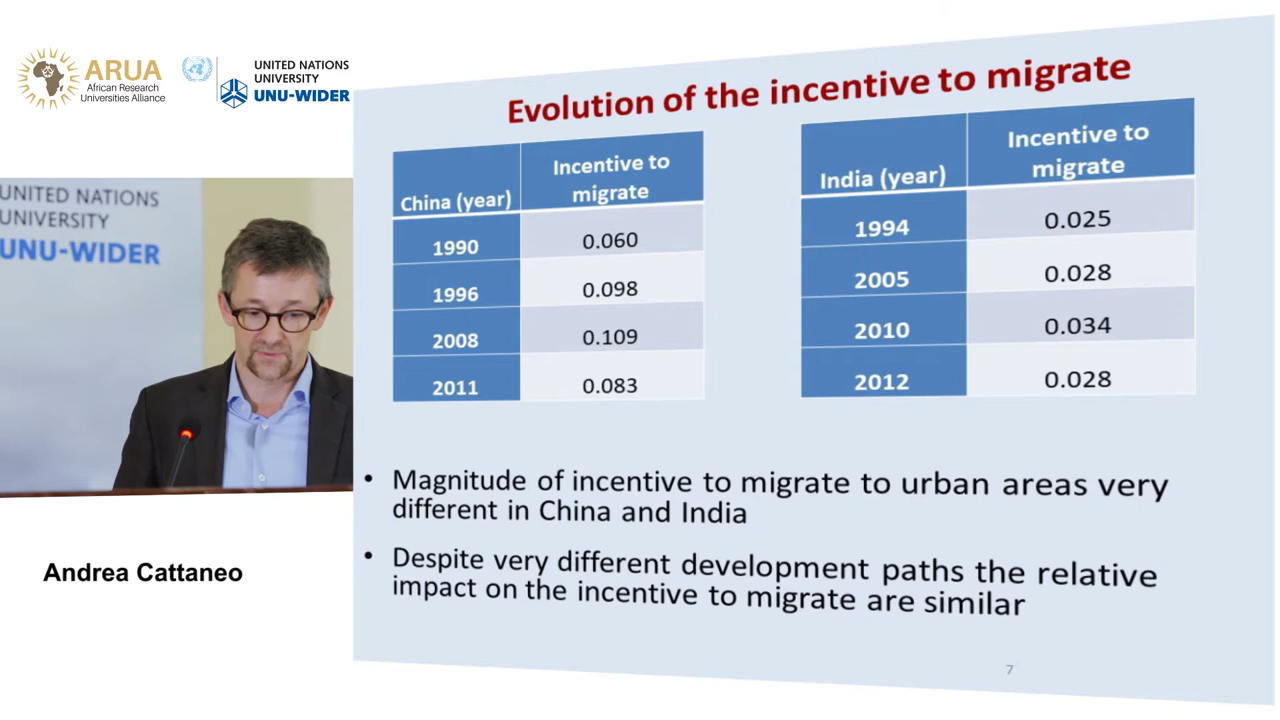 ARUA
African Research
Universities Alliance
UNITED NATIONS
UNIVERSITY
UNU-WIDER
UNITED NATIONS
UNIVERSITY
UNU-WIDER
Andrea Cattaneo
Evolution of the incentive to migrate
China (year) Incentive to migrate
1990 0.060
1996 0.098
2008 0.109
2011 0.083
India (year) Incentive to migrate
1994 0.025
2005 0.028
2010 0.034
2012 0.028
• Magnitude of incentive to migrate to urban areas very
different in China and India
• Despite very different development paths the relative
impact on the incentive to migrate are similar
7